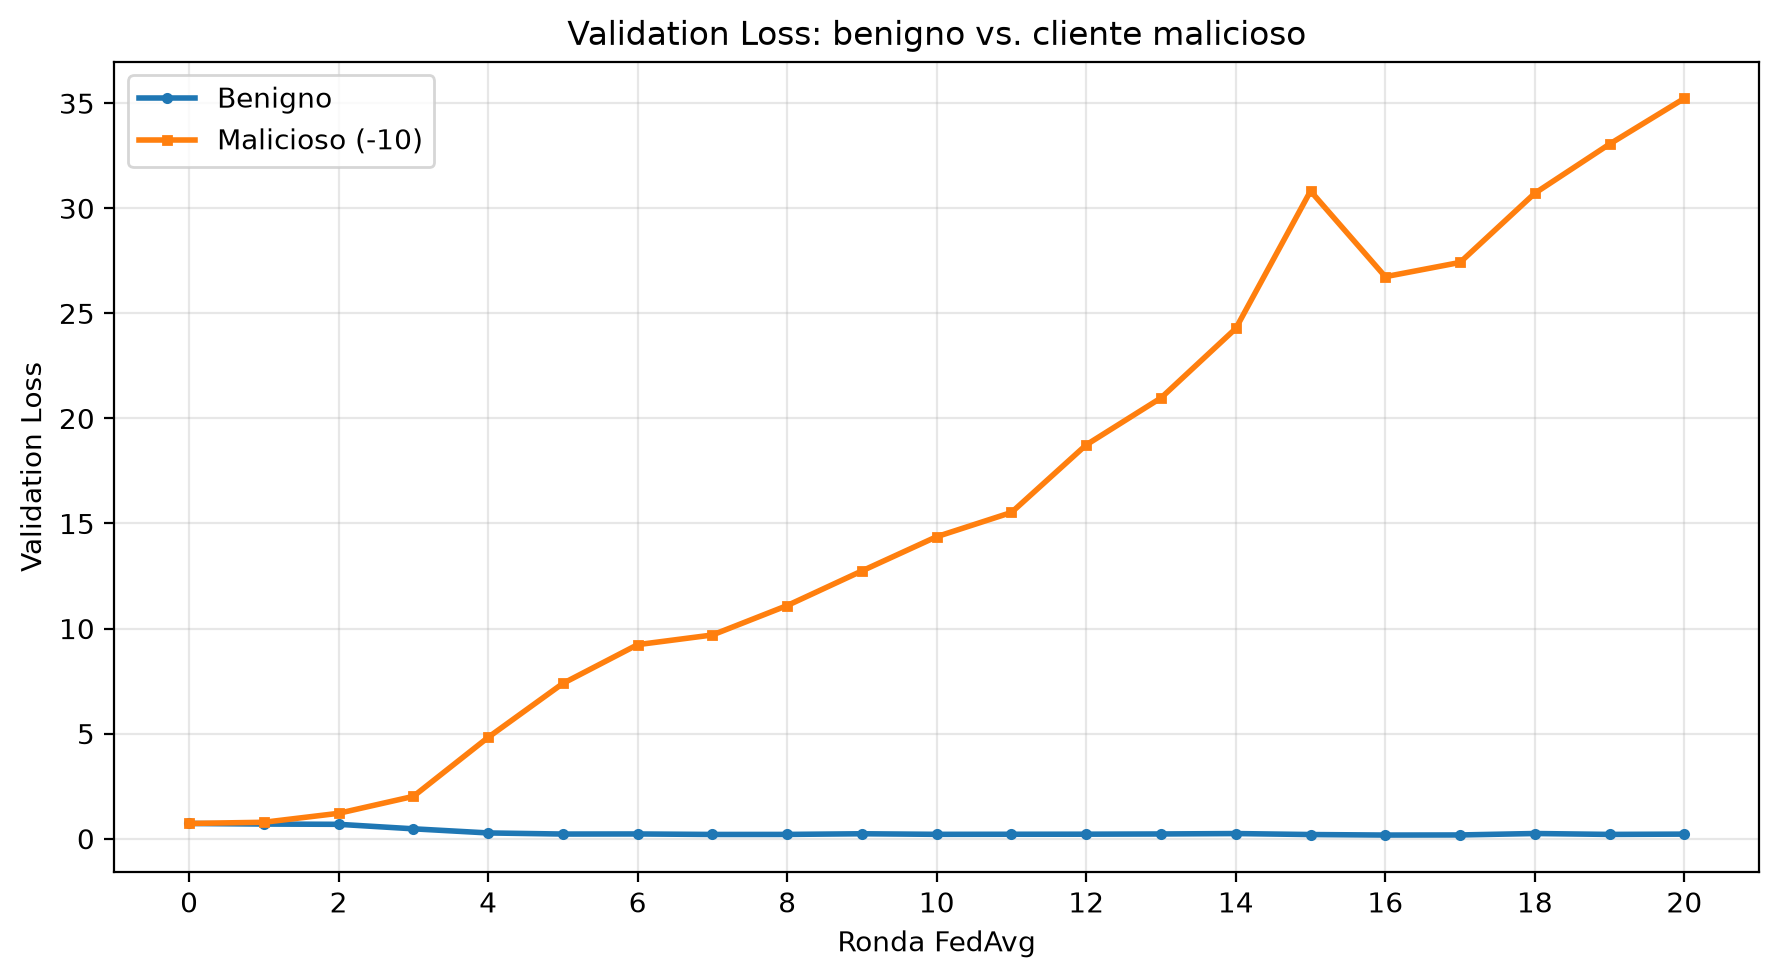 Validation Loss: benigno vs. cliente malicioso
Benigno
Malicioso (-10)
Validation Loss
35
30
25
20
15
10
5
0
0 2 4 6 8 10 12 14 16 18 20
Ronda FedAvg